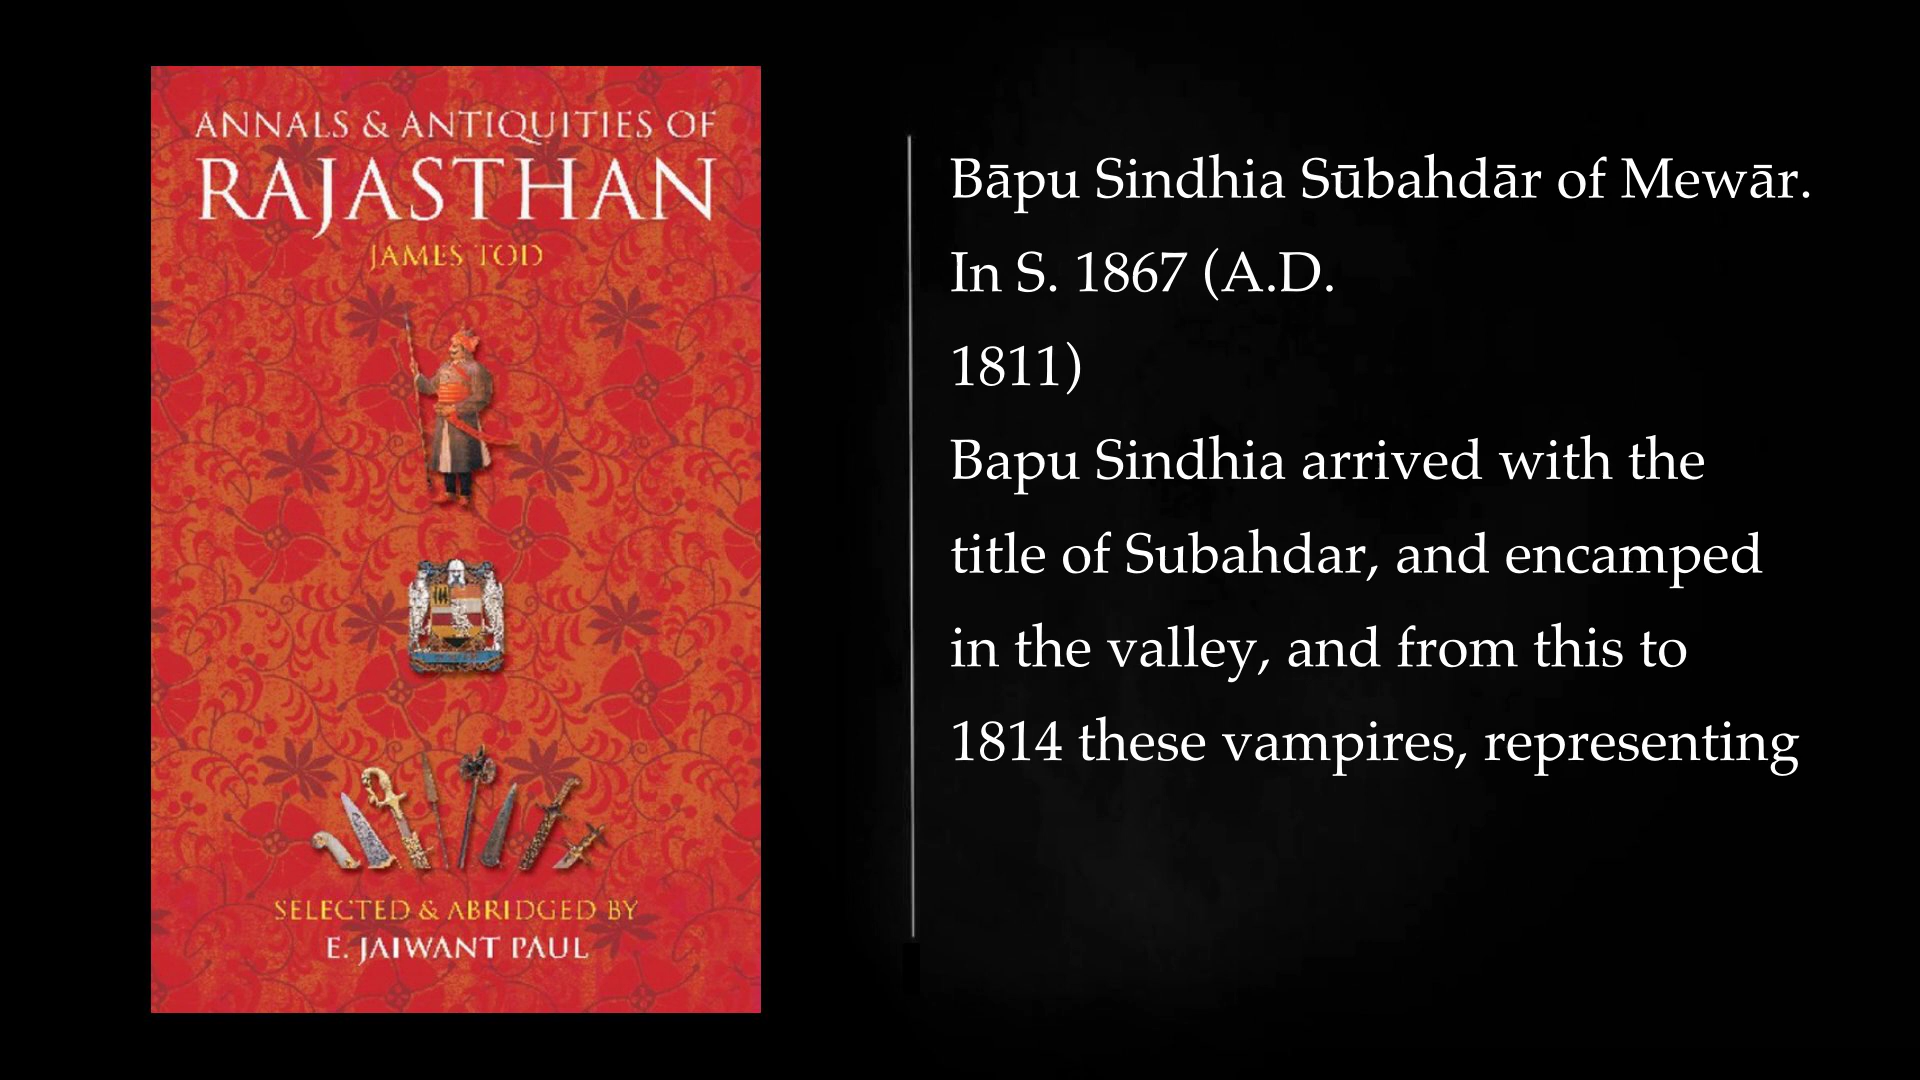 ANNALS & ANTIQUITIES OF
RAJASTHAN
JAMES TOD
SELECTED & ABRIDGED BY
E. JAIWANT PAUL
Bāpu Sindhia Sūbahdār of Mewār.
In S. 1867 (A.D.
1811)
Bapu Sindhia arrived with the
title of Subahdar, and encamped
in the valley, and from this to
1814 these vampires, representing